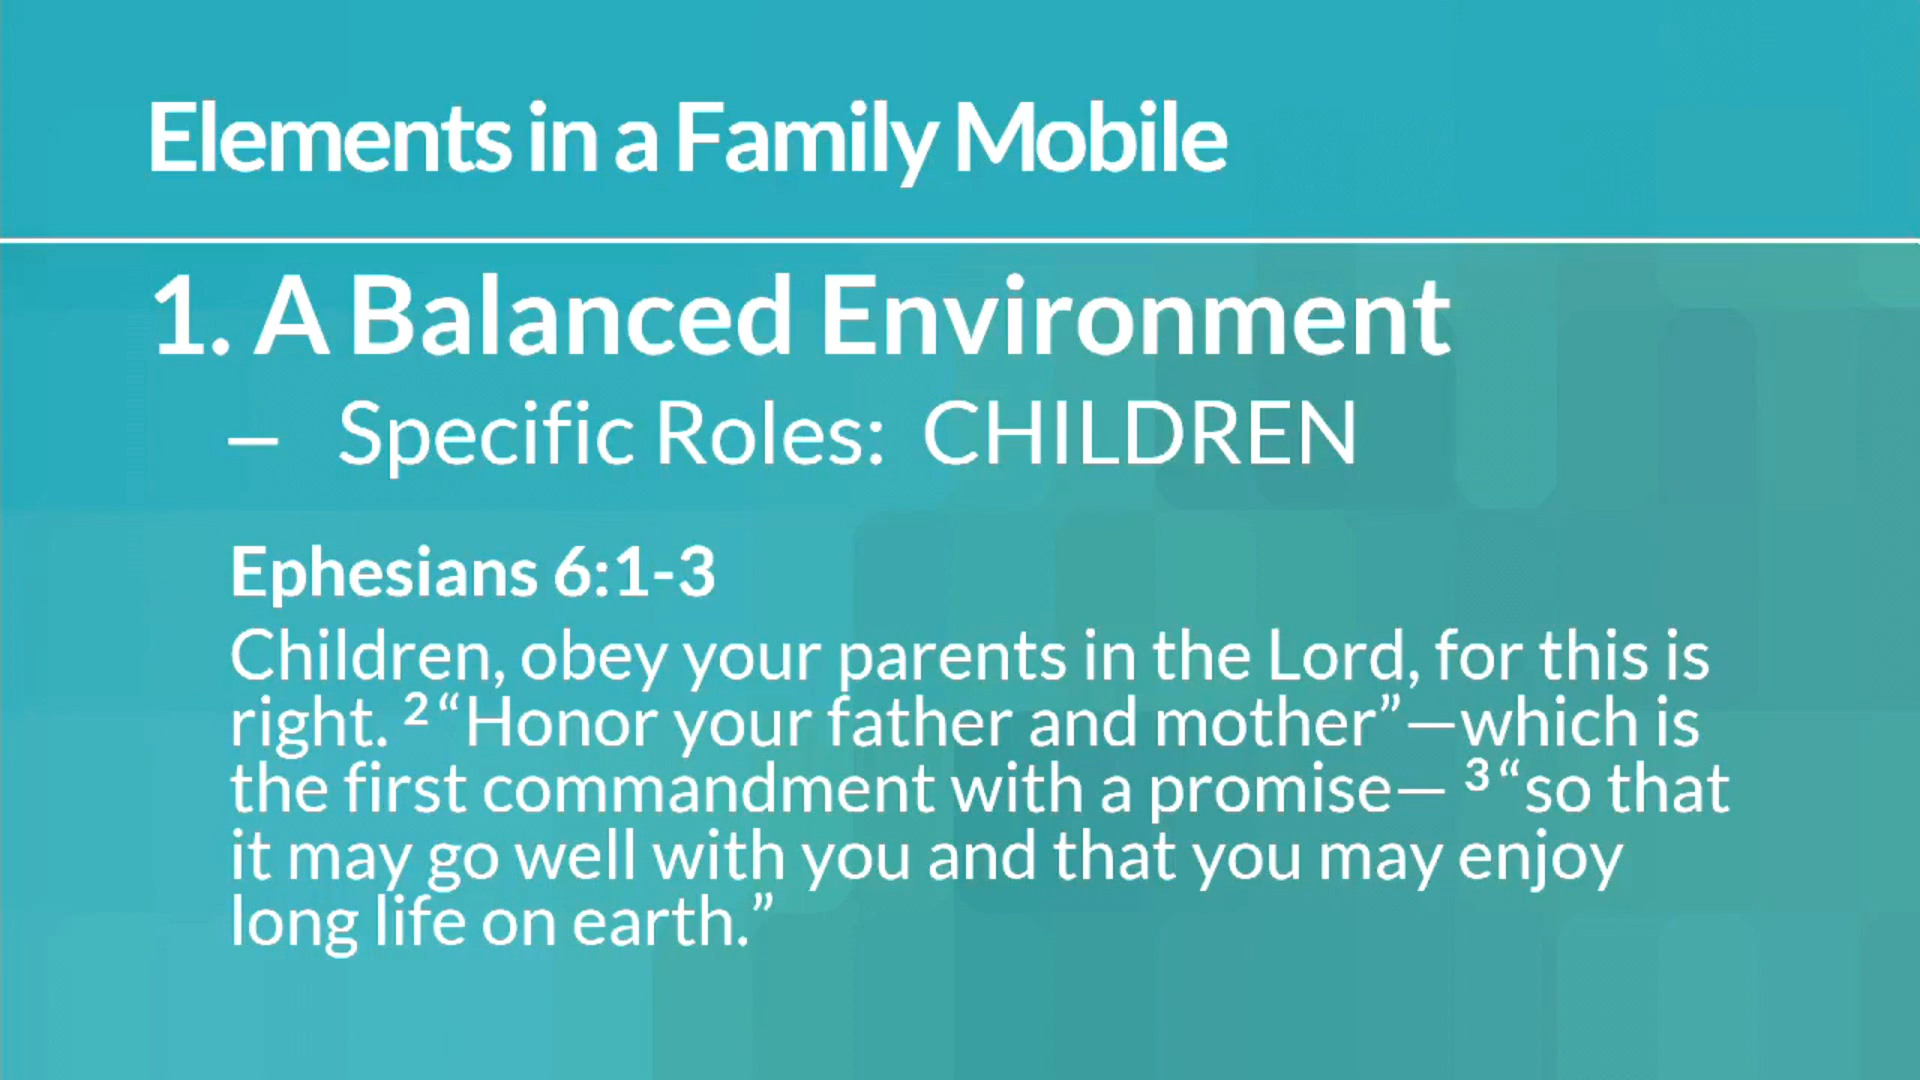 Elements in a Family Mobile
1. A Balanced Environment
– Specific Roles: CHILDREN
Ephesians 6:1-3
Children, obey your parents in the Lord, for this is
right. ² “Honor your father and mother”—which is
the first commandment with a promise— ³ “so that
it may go well with you and that you may enjoy
long life on earth.”